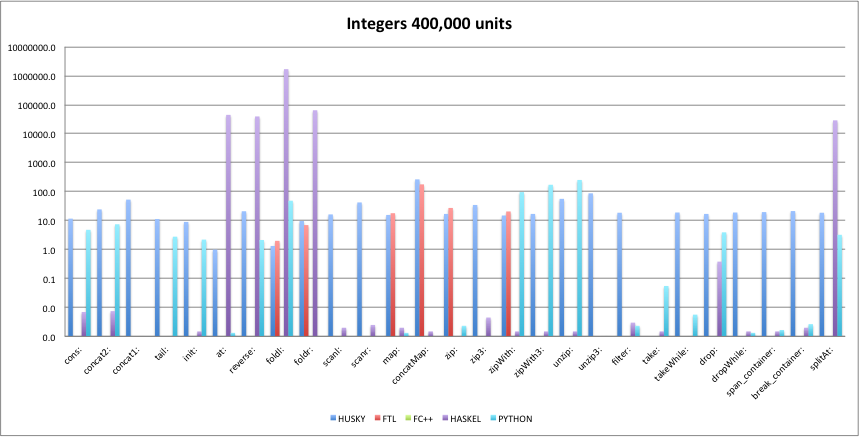 Integers 400,000 units
10000000.0
1000000.0
100000.0
10000.0
1000.0
100.0
10.0
1.0
0.1
0.0
0.0
cons:
concat2:
concat1:
tail:
init:
at:
reverse:
foldl:
foldr:
scanl:
scanr:
map:
concatMap:
zip:
zip3:
zipWith:
zipWith3:
unzip:
unzip3:
filter:
take:
takeWhile:
drop:
dropWhile:
span_container:
break_container:
splitAt:
HUSKY FTL FC++ HASKEL PYTHON